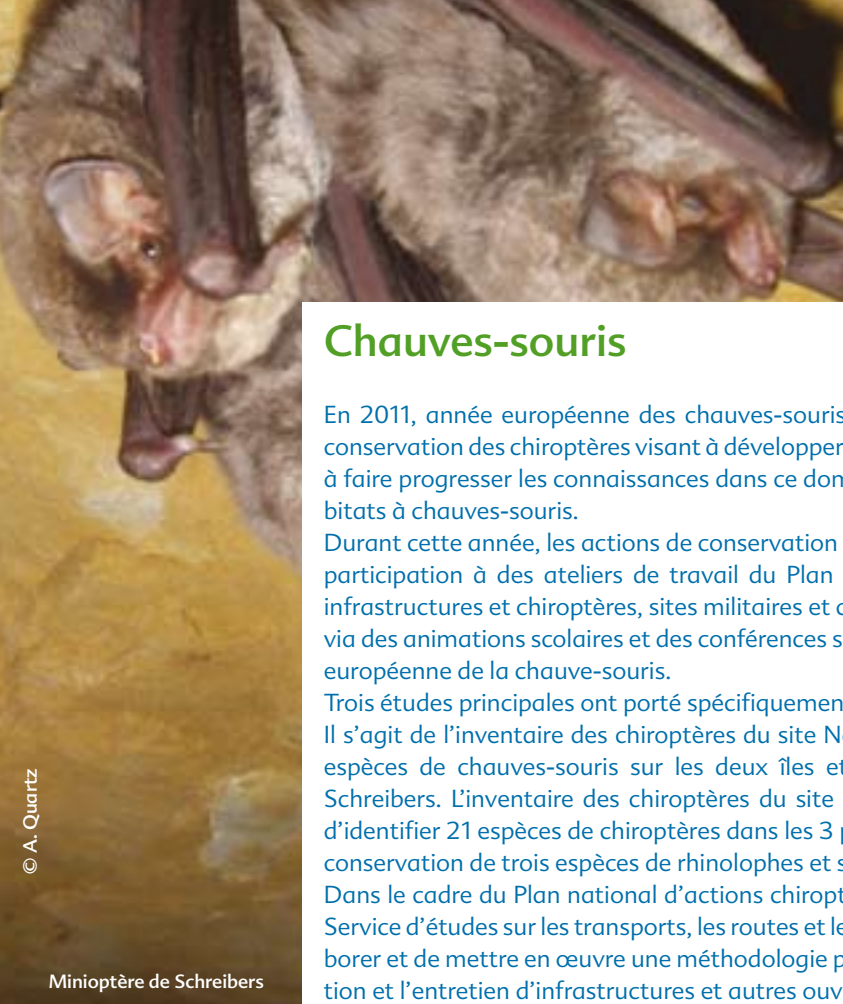 Chauves-souris
En 2011, année européenne des chauves-souris
conservation des chiroptères visant à développer
à faire progresser les connaissances dans ce dom
bitats à chauves-souris.
Durant cette année, les actions de conservation
participation à des ateliers de travail du Plan
infrastructures et chiroptères, sites militaires et
via des animations scolaires et des conférences s
européenne de la chauve-souris.
Trois études principales ont porté spécifiquemen
Il s'agit de l'inventaire des chiroptères du site N
espèces de chauves-souris sur les deux îles et
Schreibers. L'inventaire des chiroptères du site
d'identifier 21 espèces de chiroptères dans les 3 p
conservation de trois espèces de rhinolophes et s
Dans le cadre du Plan national d'actions chiropt
Service d'études sur les transports, les routes et le
borer et de mettre en œuvre une méthodologie p
tion et l'entretien d'infrastructures et autres ouv
© A. Quartz
Minioptère de Schreibers